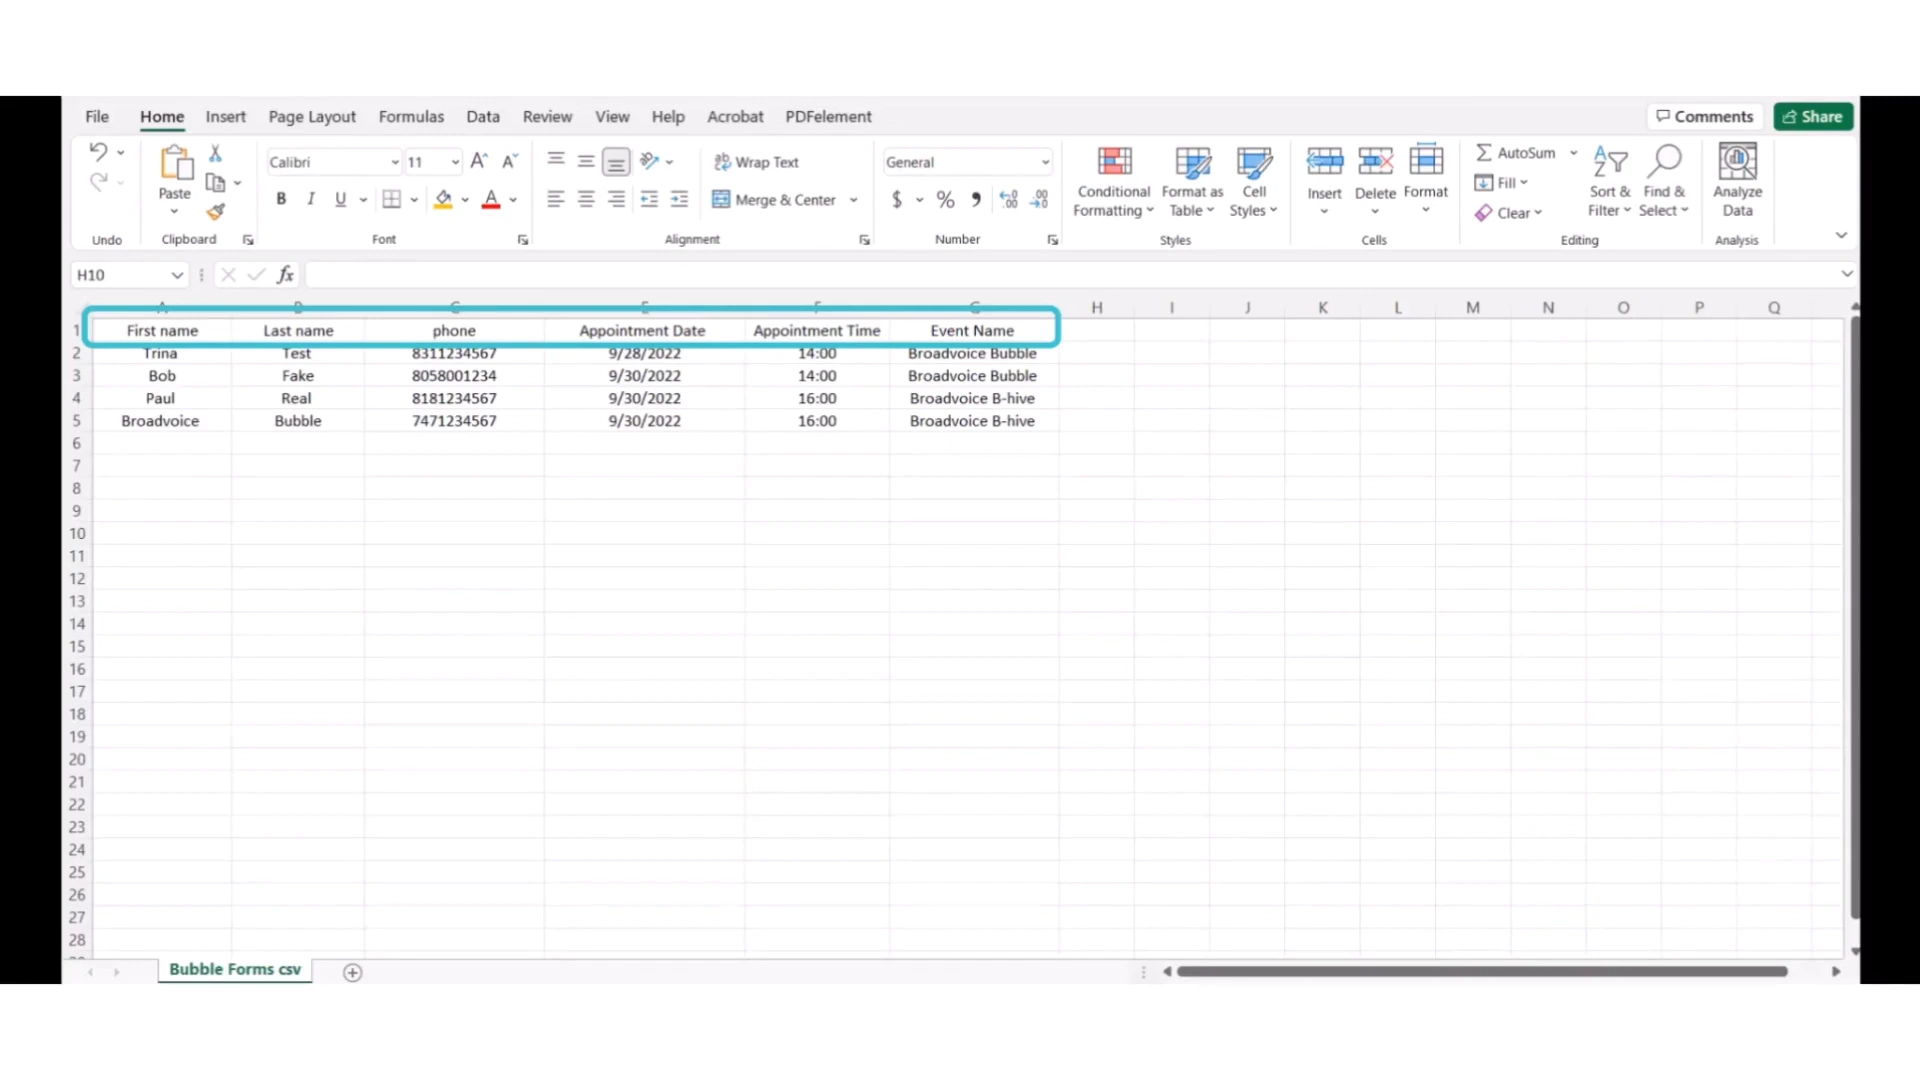 File Home Insert Page Layout Formulas Data Review View Help Acrobat PDFelement Comments Share
Calibri 11 Wrap Text General AutoSum
Paste Conditional Format as Cell Insert Delete Format Fill Sort & Find & Analyze
B I U Merge & Center $ % Formatting Table Styles Clear Filter Select Data
Undo Clipboard Font Alignment Number Styles Cells Editing Analysis
H10 fx
H I J K L M N O P Q
1 First name Last name phone Appointment Date Appointment Time Event Name
2 Trina Test 8311234567 9/28/2022 14:00 Broadvoice Bubble
3 Bob Fake 8058001234 9/30/2022 14:00 Broadvoice Bubble
4 Paul Real 8181234567 9/30/2022 16:00 Broadvoice B-hive
5 Broadvoice Bubble 7471234567 9/30/2022 16:00 Broadvoice B-hive
6
7
8
9
10
11
12
13
14
15
16
17
18
19
20
21
22
23
24
25
26
27
28
Bubble Forms csv